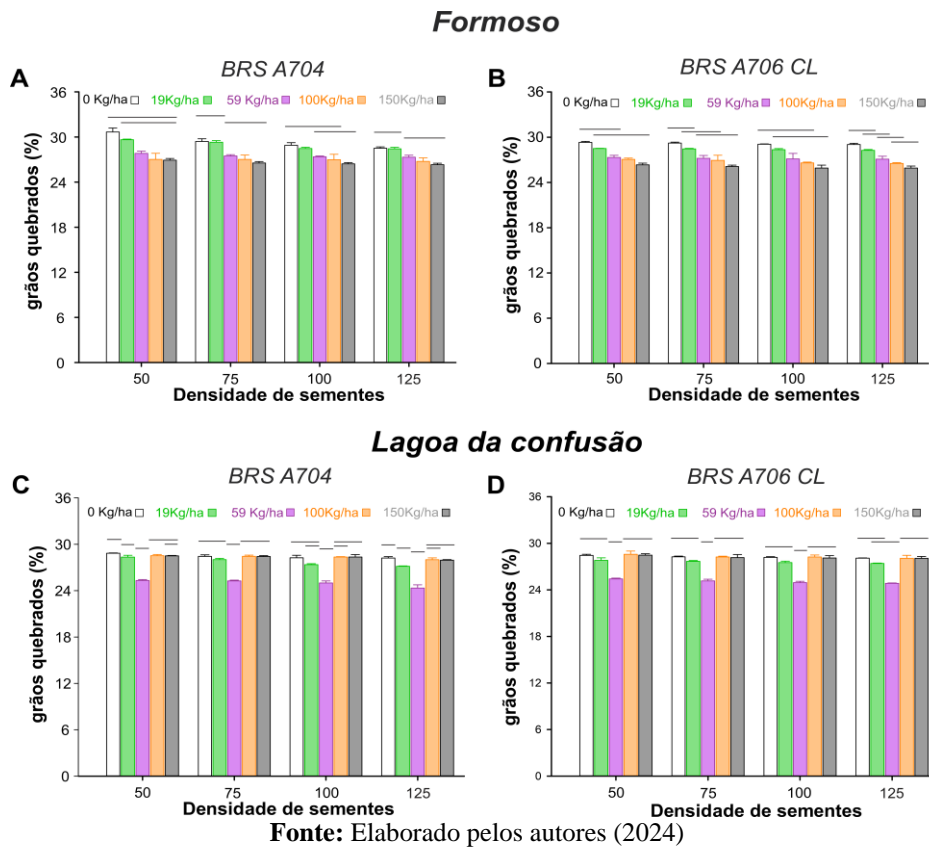 Formoso
A
BRS A704
0 Kg/ha 19Kg/ha 59 Kg/ha 100Kg/ha 150Kg/ha
grãos quebrados (%)
36
30
24
18
12
6
0
50 75 100 125
Densidade de sementes
B
BRS A706 CL
0 Kg/ha 19Kg/ha 59 Kg/ha 100Kg/ha 150Kg/ha
grãos quebrados (%)
36
30
24
18
12
6
0
50 75 100 125
Densidade de sementes
Lagoa da confusão
C
BRS A704
0 Kg/ha 19Kg/ha 59 Kg/ha 100Kg/ha 150Kg/ha
grãos quebrados (%)
36
30
24
18
12
6
0
50 75 100 125
Densidade de sementes
D
BRS A706 CL
0 Kg/ha 19Kg/ha 59 Kg/ha 100Kg/ha 150Kg/ha
grãos quebrados (%)
36
30
24
18
12
6
0
50 75 100 125
Densidade de sementes
Fonte: Elaborado pelos autores (2024)